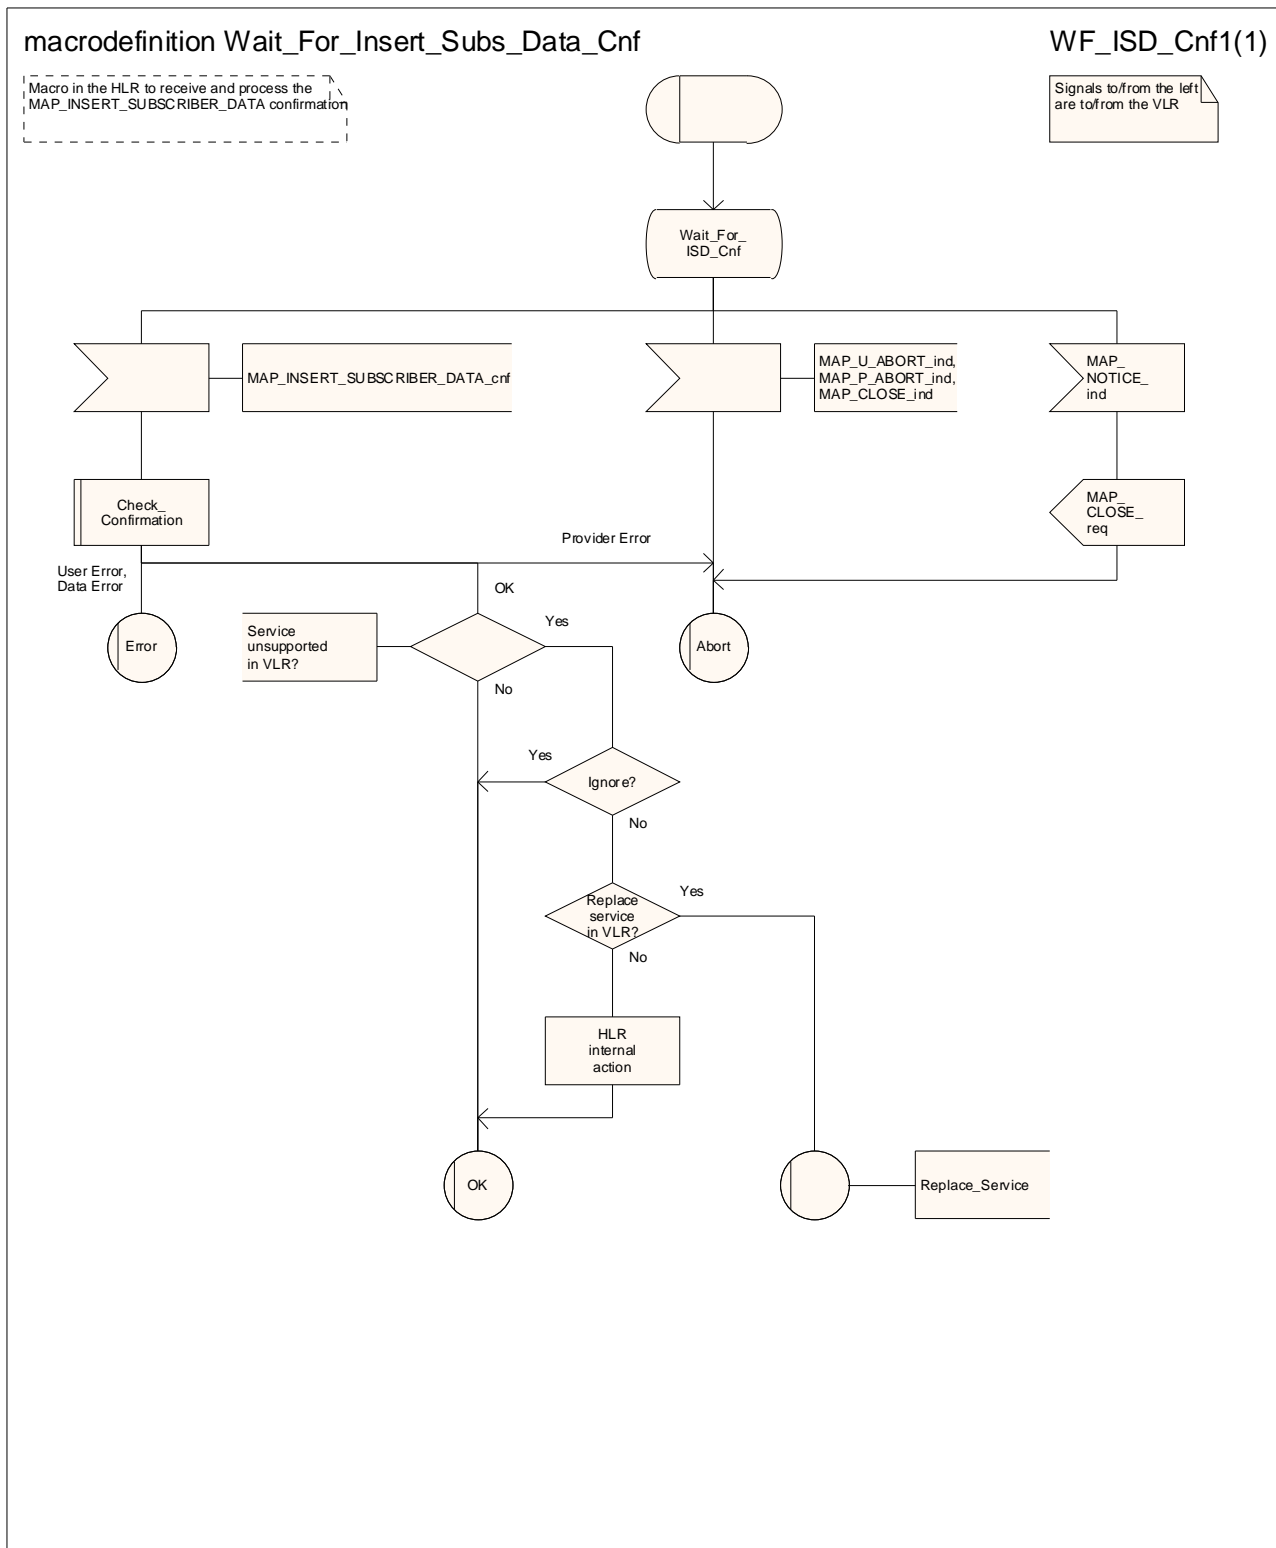 macrodefinition Wait_For_Insert_Subs_Data_Cnf
WF_ISD_Cnf1(1)
Macro in the HLR to receive and process the
MAP_INSERT_SUBSCRIBER_DATA confirmation
Signals to/from the left
are to/from the VLR
Wait_For_
ISD_Cnf
MAP_INSERT_SUBSCRIBER_DATA_cnf
MAP_U_ABORT_ind,
MAP_P_ABORT_ind,
MAP_CLOSE_ind
MAP_
NOTICE_
ind
Check_
Confirmation
MAP_
CLOSE_
req
Provider Error
User Error,
Data Error
OK
Error
Service
unsupported
in VLR?
Yes
Abort
No
Yes
Ignore?
No
Replace
service
in VLR?
Yes
No
HLR
internal
action
OK
Replace_Service